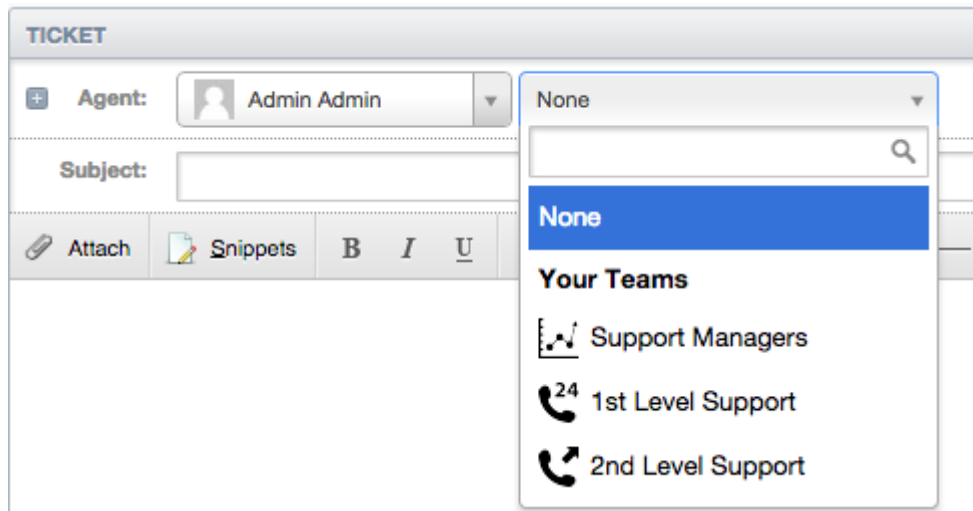 TICKET
Agent: Admin Admin None
Subject:
None
Attach Snippets B I U
Your Teams
Support Managers
24 1st Level Support
2nd Level Support